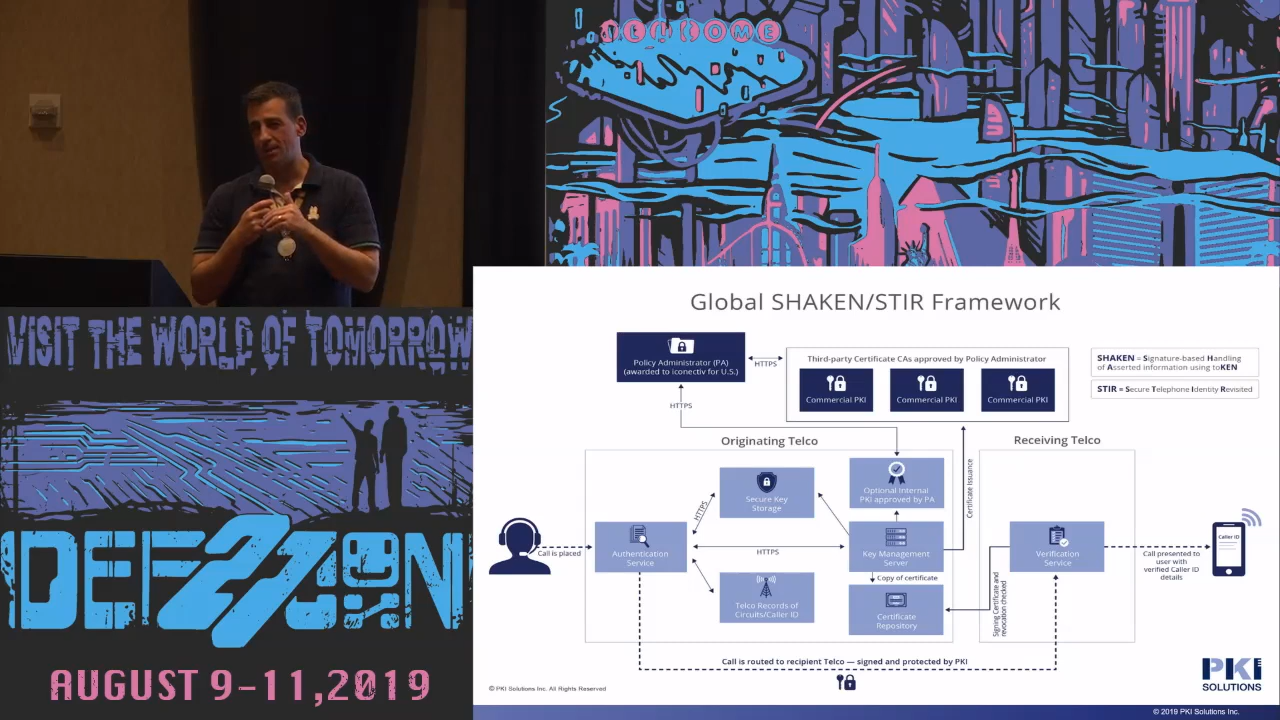 WELCOME
VISIT THE WORLD OF TOMORROW
DEF CON
AUGUST 9-11, 2019
Global SHAKEN/STIR Framework
Policy Administrator (PA)
(awarded to iconectiv for U.S.)
HTTPS
Third-party Certificate CAs approved by Policy Administrator
Commercial PKI
Commercial PKI
Commercial PKI
SHAKEN = Signature-based Handling
of Asserted information using toKEN
STIR = Secure Telephone Identity Revisited
HTTPS
Originating Telco
Receiving Telco
Secure Key
Storage
Optional Internal
PKI approved by PA
Certificate Issuance
HTTPS
Call is placed
Authentication
Service
HTTPS
Key Management
Server
Verification
Service
Caller ID
Call presented to
user with
verified Caller ID
details
Copy of certificate
Telco Records of
Circuits/Caller ID
Certificate
Repository
Signing Certificate and
revocation checked
Call is routed to recipient Telco — signed and protected by PKI
© PKI Solutions Inc. All Rights Reserved
PKI
SOLUTIONS
© 2019 PKI Solutions Inc.